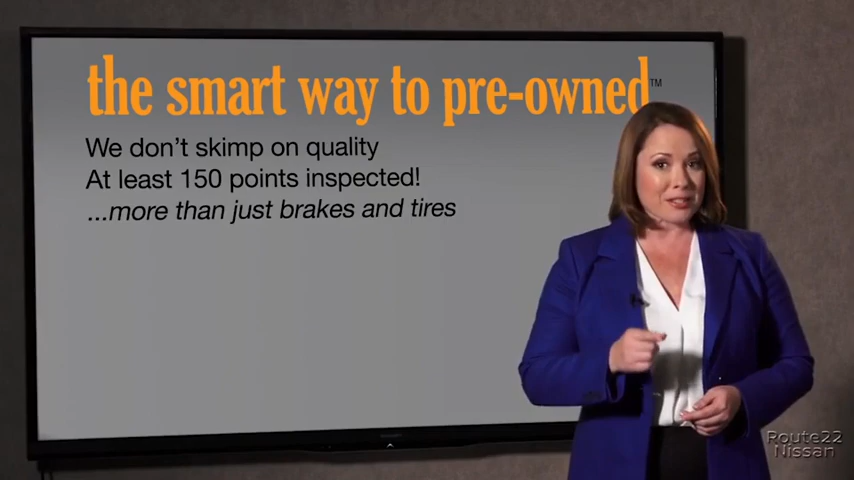 the smart way to pre-owned™
We don't skimp on quality
At least 150 points inspected!
...more than just brakes and tires
Route22
Nissan